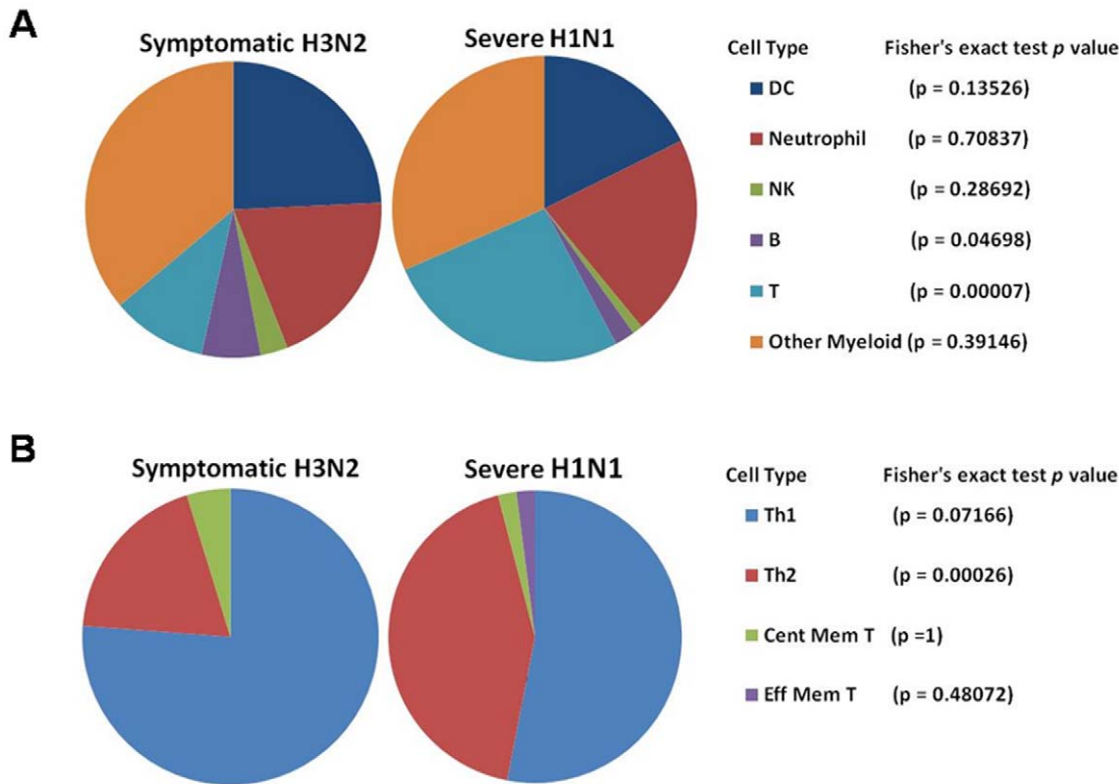 A
Symptomatic H3N2
Severe H1N1
Cell Type Fisher's exact test p value
DC (p = 0.13526)
Neutrophil (p = 0.70837)
NK (p = 0.28692)
B (p = 0.04698)
T (p = 0.00007)
Other Myeloid (p = 0.39146)
B
Symptomatic H3N2
Severe H1N1
Cell Type Fisher's exact test p value
Th1 (p = 0.07166)
Th2 (p = 0.00026)
Cent Mem T (p =1)
Eff Mem T (p = 0.48072)